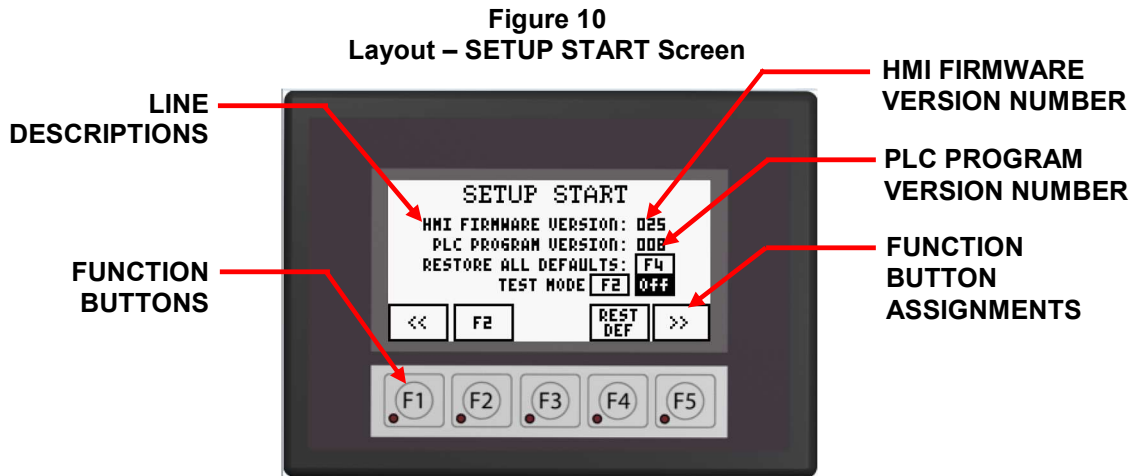 Figure 10
Layout – SETUP START Screen
LINE
DESCRIPTIONS
HMI FIRMWARE
VERSION NUMBER
PLC PROGRAM
VERSION NUMBER
FUNCTION
BUTTONS
FUNCTION
BUTTON
ASSIGNMENTS
SETUP START
HMI FIRMWARE VERSION: 025
PLC PROGRAM VERSION: 008
RESTORE ALL DEFAULTS: F4
TEST MODE F2 Off
<< F2 REST DEF >>
F1 F2 F3 F4 F5